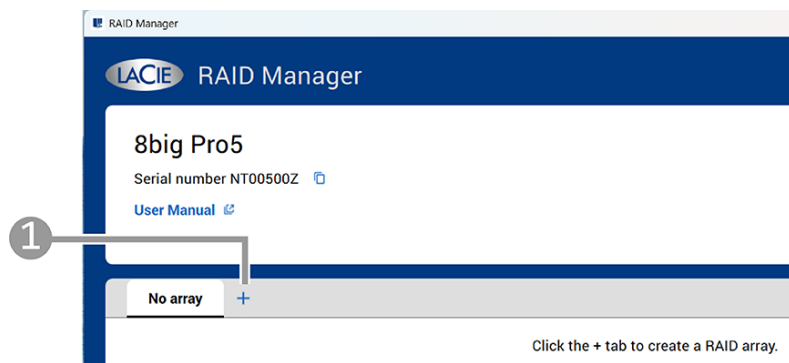 RAID Manager
LACIE RAID Manager
8big Pro5
Serial number NT00500Z
User Manual
1
No array +
Click the + tab to create a RAID array.